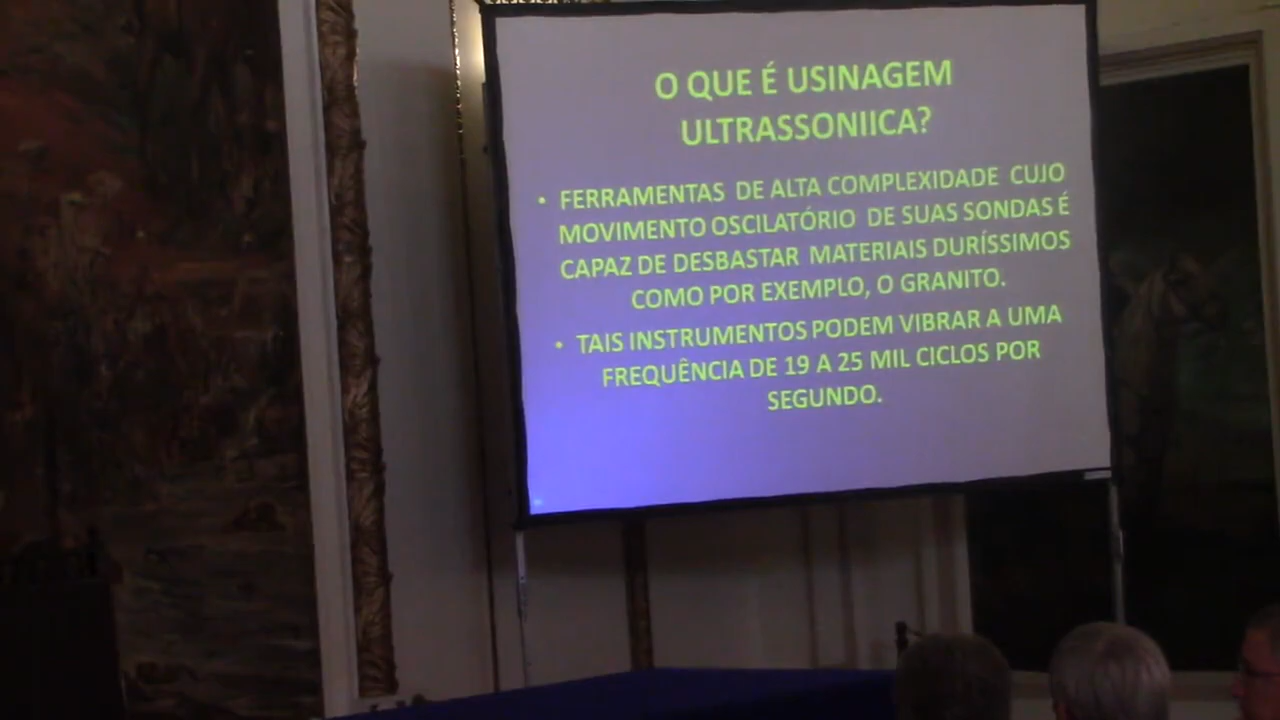 O QUE É USINAGEM
ULTRASSONIICA?
• FERRAMENTAS DE ALTA COMPLEXIDADE CUJO
MOVIMENTO OSCILATÓRIO DE SUAS SONDAS É
CAPAZ DE DESBASTAR MATERIAIS DURÍSSIMOS
COMO POR EXEMPLO, O GRANITO.
• TAIS INSTRUMENTOS PODEM VIBRAR A UMA
FREQUÊNCIA DE 19 A 25 MIL CICLOS POR
SEGUNDO.